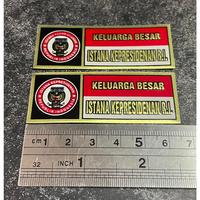 KELUARGA BESAR
ISTANA KEPRESIDENAN R.I.
KELUARGA BESAR
ISTANA KEPRESIDENAN R.I.
cm 1 2 3 4 5 6 7
32 INCH 1 2